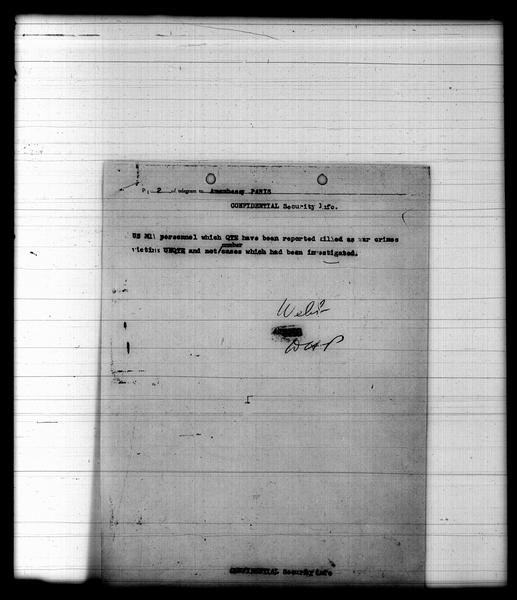 P. 2 of telegram to Amembassy PARIS
CONFIDENTIAL Security Info.
US Mil personnel which QTE have been reported killed as war crimes
number
victims UNQTE and not/cases which had been investigated.
CONFIDENTIAL Security Info